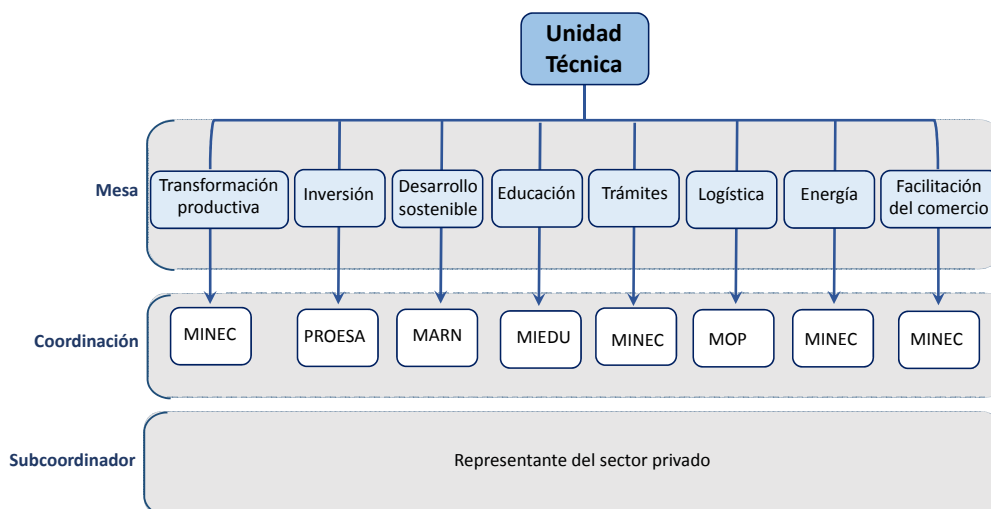 Unidad
Técnica
Mesa
Transformación
productiva
Inversión
Desarrollo
sostenible
Educación
Trámites
Logística
Energía
Facilitación
del comercio
Coordinación
MINEC
PROESA
MARN
MIEDU
MINEC
MOP
MINEC
MINEC
Subcoordinador
Representante del sector privado